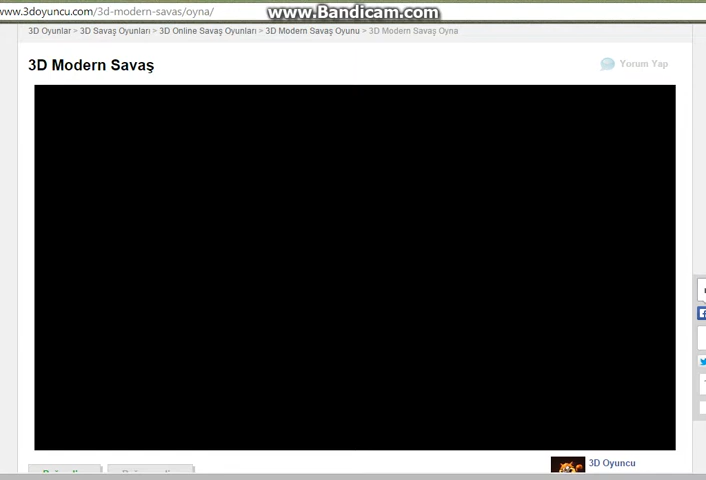 www.3doyuncu.com/3d-modern-savas/oyna/
www.Bandicam.com
3D Oyunlar > 3D Savaş Oyunları > 3D Online Savaş Oyunları > 3D Modern Savaş Oyunu > 3D Modern Savaş Oyna
3D Modern Savaş
Yorum Yap
3D Oyuncu